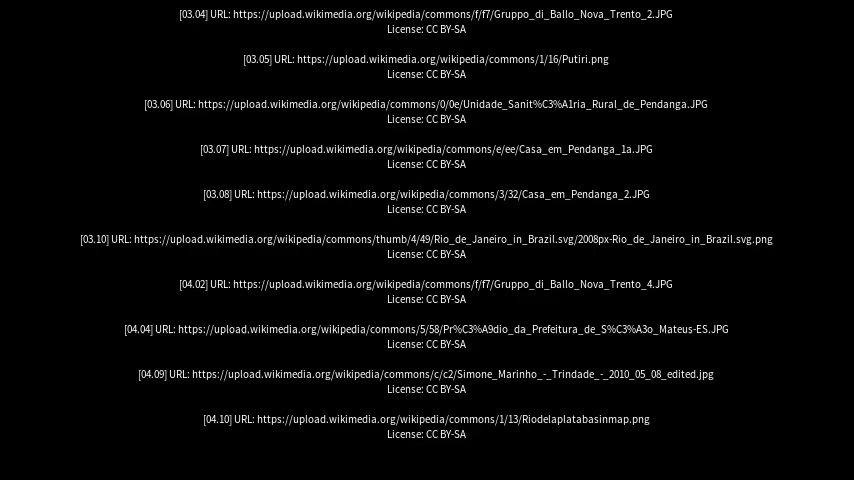 [03.04] URL: https://upload.wikimedia.org/wikipedia/commons/f/f7/Gruppo_di_Ballo_Nova_Trento_2.JPG
License: CC BY-SA
[03.05] URL: https://upload.wikimedia.org/wikipedia/commons/1/16/Putiri.png
License: CC BY-SA
[03.06] URL: https://upload.wikimedia.org/wikipedia/commons/0/0e/Unidade_Sanit%C3%A1ria_Rural_de_Pendanga.JPG
License: CC BY-SA
[03.07] URL: https://upload.wikimedia.org/wikipedia/commons/e/ee/Casa_em_Pendanga_1a.JPG
License: CC BY-SA
[03.08] URL: https://upload.wikimedia.org/wikipedia/commons/3/32/Casa_em_Pendanga_2.JPG
License: CC BY-SA
[03.10] URL: https://upload.wikimedia.org/wikipedia/commons/thumb/4/49/Rio_de_Janeiro_in_Brazil.svg/2008px-Rio_de_Janeiro_in_Brazil.svg.png
License: CC BY-SA
[04.02] URL: https://upload.wikimedia.org/wikipedia/commons/f/f7/Gruppo_di_Ballo_Nova_Trento_4.JPG
License: CC BY-SA
[04.04] URL: https://upload.wikimedia.org/wikipedia/commons/5/58/Pr%C3%A9dio_da_Prefeitura_de_S%C3%A3o_Mateus-ES.JPG
License: CC BY-SA
[04.09] URL: https://upload.wikimedia.org/wikipedia/commons/c/c2/Simone_Marinho_-_Trindade_-_2010_05_08_edited.jpg
License: CC BY-SA
[04.10] URL: https://upload.wikimedia.org/wikipedia/commons/1/13/Riodelaplatabasinmap.png
License: CC BY-SA